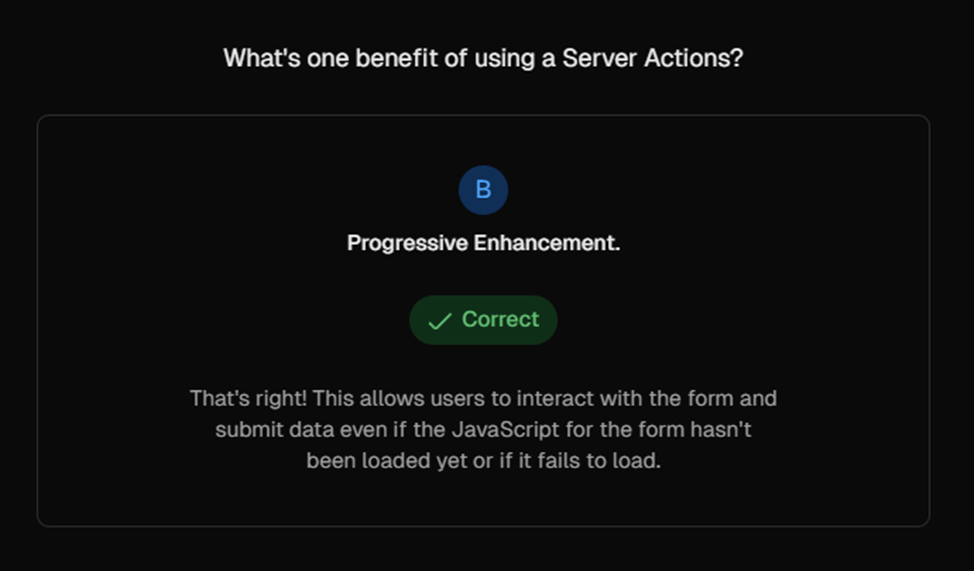 What's one benefit of using a Server Actions?
B
Progressive Enhancement.
Correct
That's right! This allows users to interact with the form and
submit data even if the JavaScript for the form hasn't
been loaded yet or if it fails to load.